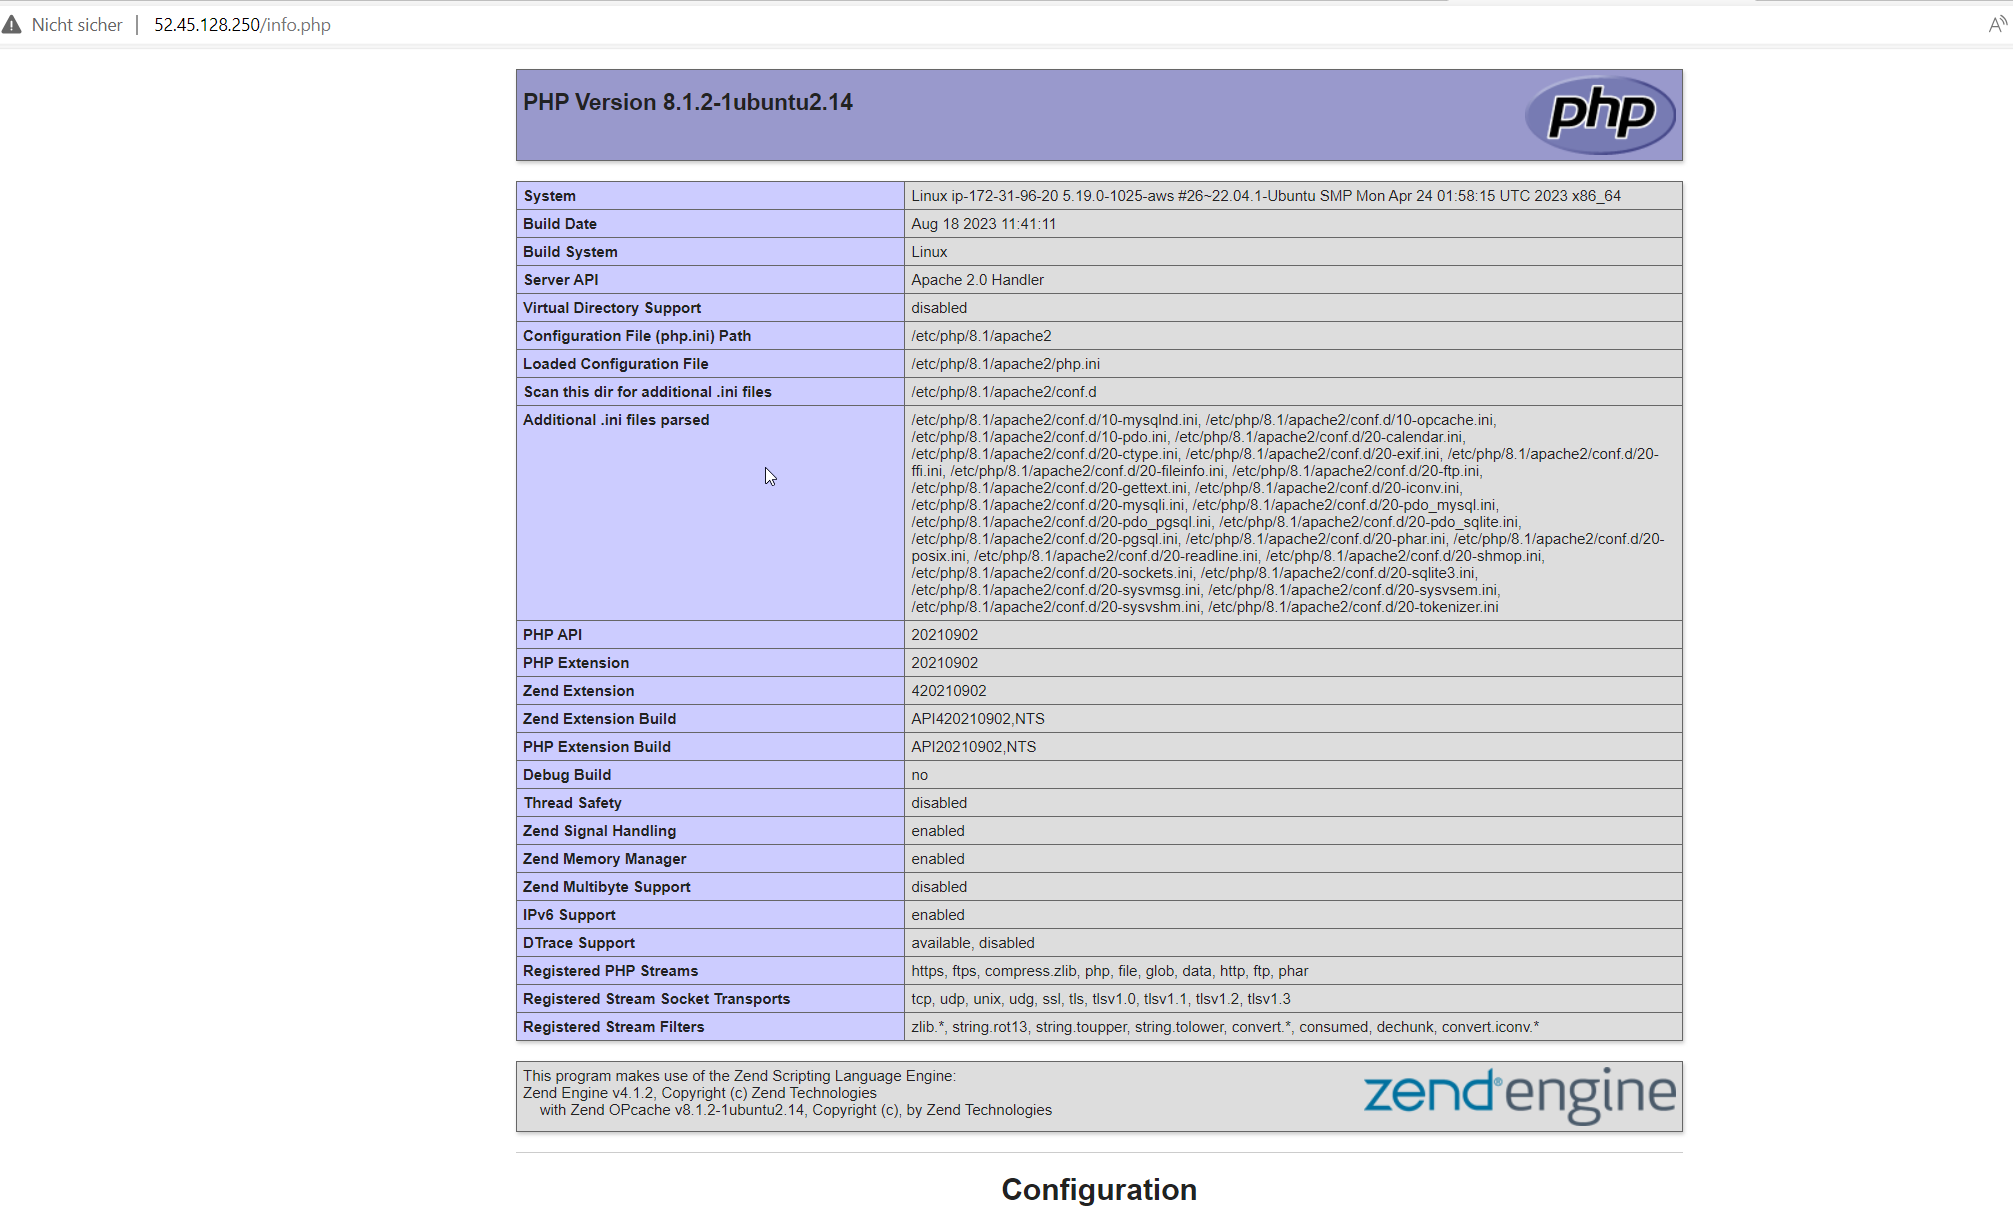 Nicht sicher | 52.45.128.250/info.php A
PHP Version 8.1.2-1ubuntu2.14
php
System Linux ip-172-31-96-20 5.19.0-1025-aws #26~22.04.1-Ubuntu SMP Mon Apr 24 01:58:15 UTC 2023 x86_64
Build Date Aug 18 2023 11:41:11
Build System Linux
Server API Apache 2.0 Handler
Virtual Directory Support disabled
Configuration File (php.ini) Path /etc/php/8.1/apache2
Loaded Configuration File /etc/php/8.1/apache2/php.ini
Scan this dir for additional .ini files /etc/php/8.1/apache2/conf.d
Additional .ini files parsed /etc/php/8.1/apache2/conf.d/10-mysqlnd.ini, /etc/php/8.1/apache2/conf.d/10-opcache.ini,
/etc/php/8.1/apache2/conf.d/10-pdo.ini, /etc/php/8.1/apache2/conf.d/20-calendar.ini,
/etc/php/8.1/apache2/conf.d/20-ctype.ini, /etc/php/8.1/apache2/conf.d/20-exif.ini, /etc/php/8.1/apache2/conf.d/20-
ffi.ini, /etc/php/8.1/apache2/conf.d/20-fileinfo.ini, /etc/php/8.1/apache2/conf.d/20-ftp.ini,
/etc/php/8.1/apache2/conf.d/20-gettext.ini, /etc/php/8.1/apache2/conf.d/20-iconv.ini,
/etc/php/8.1/apache2/conf.d/20-mysqli.ini, /etc/php/8.1/apache2/conf.d/20-pdo_mysql.ini,
/etc/php/8.1/apache2/conf.d/20-pdo_pgsql.ini, /etc/php/8.1/apache2/conf.d/20-pdo_sqlite.ini,
/etc/php/8.1/apache2/conf.d/20-pgsql.ini, /etc/php/8.1/apache2/conf.d/20-phar.ini, /etc/php/8.1/apache2/conf.d/20-
posix.ini, /etc/php/8.1/apache2/conf.d/20-readline.ini, /etc/php/8.1/apache2/conf.d/20-shmop.ini,
/etc/php/8.1/apache2/conf.d/20-sockets.ini, /etc/php/8.1/apache2/conf.d/20-sqlite3.ini,
/etc/php/8.1/apache2/conf.d/20-sysvmsg.ini, /etc/php/8.1/apache2/conf.d/20-sysvsem.ini,
/etc/php/8.1/apache2/conf.d/20-sysvshm.ini, /etc/php/8.1/apache2/conf.d/20-tokenizer.ini
PHP API 20210902
PHP Extension 20210902
Zend Extension 420210902
Zend Extension Build API420210902,NTS
PHP Extension Build API20210902,NTS
Debug Build no
Thread Safety disabled
Zend Signal Handling enabled
Zend Memory Manager enabled
Zend Multibyte Support disabled
IPv6 Support enabled
DTrace Support available, disabled
Registered PHP Streams https, ftps, compress.zlib, php, file, glob, data, http, ftp, phar
Registered Stream Socket Transports tcp, udp, unix, udg, ssl, tls, tlsv1.0, tlsv1.1, tlsv1.2, tlsv1.3
Registered Stream Filters zlib.*, string.rot13, string.toupper, string.tolower, convert.*, consumed, dechunk, convert.iconv.*
This program makes use of the Zend Scripting Language Engine:
Zend Engine v4.1.2, Copyright (c) Zend Technologies
with Zend OPcache v8.1.2-1ubuntu2.14, Copyright (c), by Zend Technologies
zend® engine
Configuration